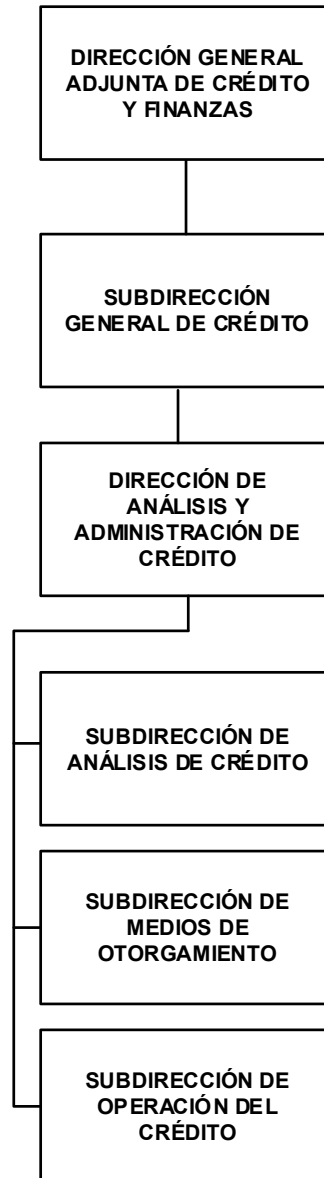 DIRECCIÓN GENERAL
ADJUNTA DE CRÉDITO
Y FINANZAS
SUBDIRECCIÓN
GENERAL DE CRÉDITO
DIRECCIÓN DE
ANÁLISIS Y
ADMINISTRACIÓN DE
CRÉDITO
SUBDIRECCIÓN DE
ANÁLISIS DE CRÉDITO
SUBDIRECCIÓN DE
MEDIOS DE
OTORGAMIENTO
SUBDIRECCIÓN DE
OPERACIÓN DEL
CRÉDITO